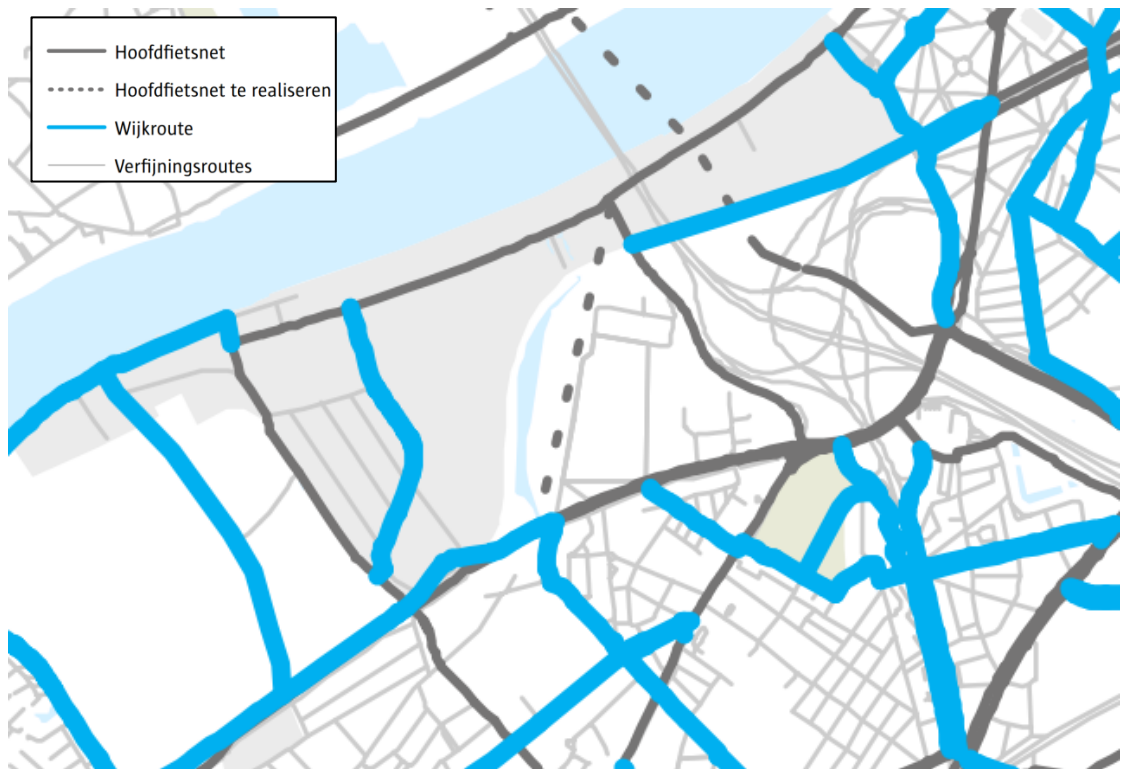 Hoofdfietsnet
Hoofdfietsnet te realiseren
Wijkroute
Verfijningsroutes